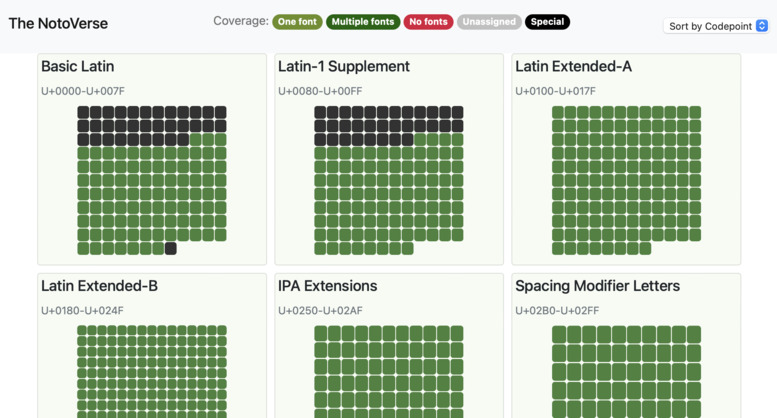 The NotoVerse
Coverage: One font Multiple fonts No fonts Unassigned Special
Sort by Codepoint
Basic Latin
U+0000-U+007F
Latin-1 Supplement
U+0080-U+00FF
Latin Extended-A
U+0100-U+017F
Latin Extended-B
U+0180-U+024F
IPA Extensions
U+0250-U+02AF
Spacing Modifier Letters
U+02B0-U+02FF